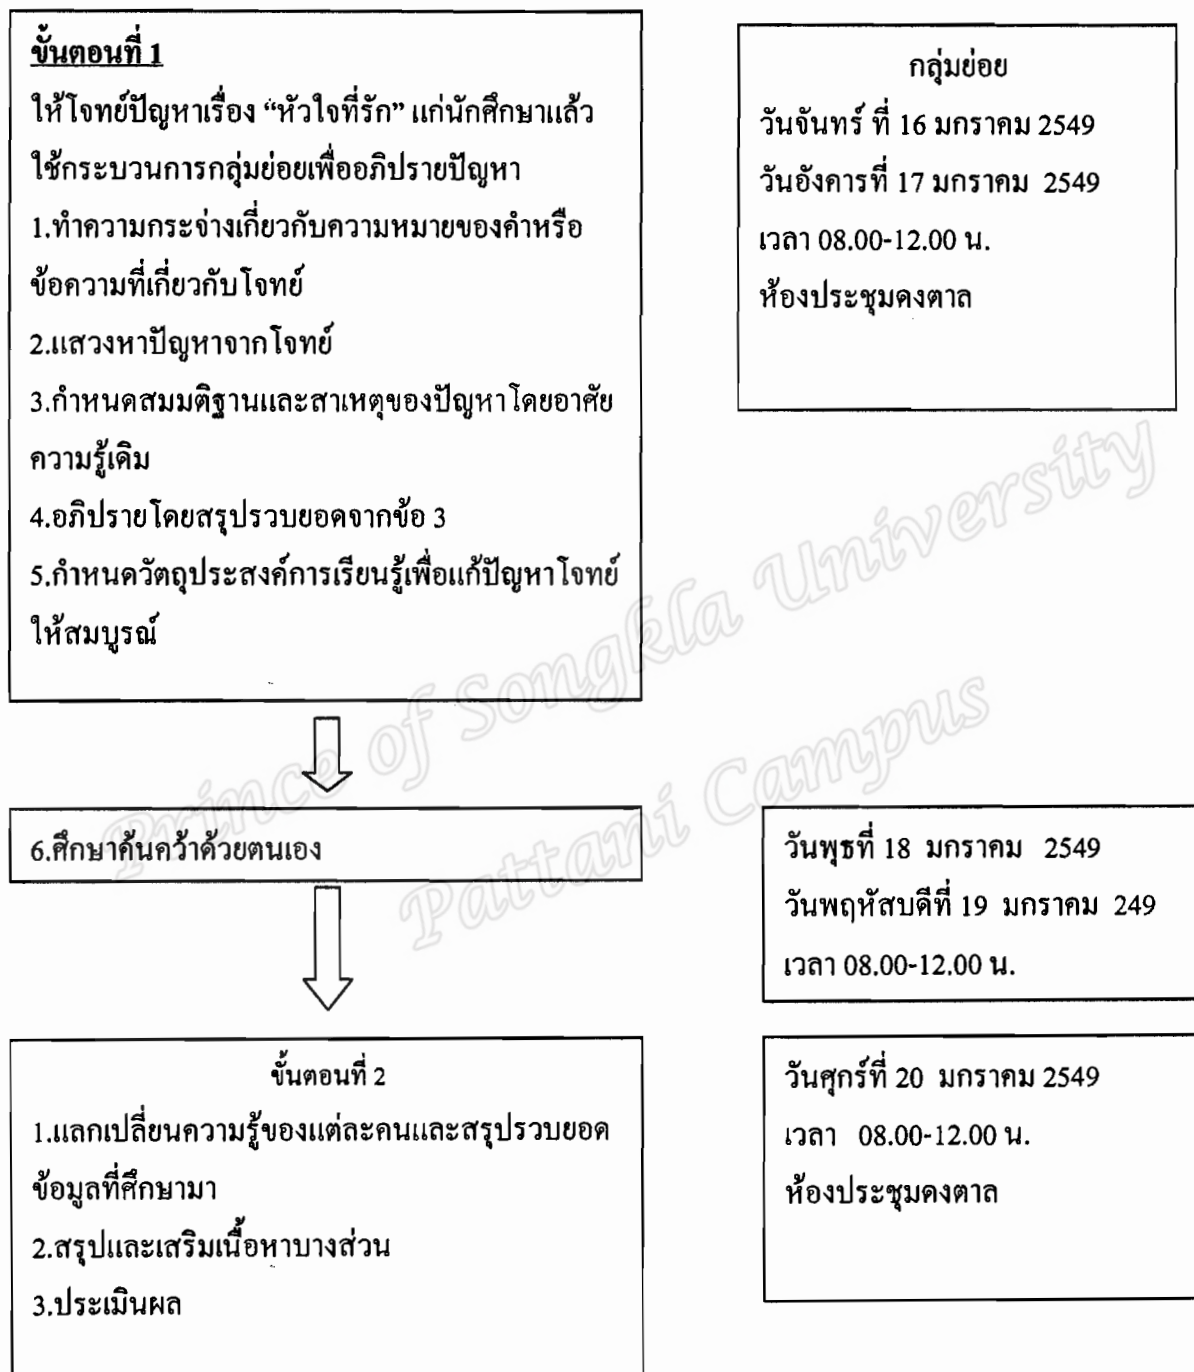 ขั้นตอนที่ 1
ให้โจทย์ปัญหาเรื่อง “หัวใจที่รัก” แก่นักศึกษาแล้ว
ใช้กระบวนการกลุ่มย่อยเพื่ออภิปรายปัญหา
1.ทำความกระจ่างเกี่ยวกับความหมายของคำหรือ
ข้อความที่เกี่ยวกับโจทย์
2.แสวงหาปัญหาจากโจทย์
3.กำหนดสมมติฐานและสาเหตุของปัญหาโดยอาศัย
ความรู้เดิม
4.อภิปรายโดยสรุปรวบยอดจากข้อ 3
5.กำหนดวัตถุประสงค์การเรียนรู้เพื่อแก้ปัญหาโจทย์
ให้สมบูรณ์
กลุ่มย่อย
วันจันทร์ ที่ 16 มกราคม 2549
วันอังคารที่ 17 มกราคม 2549
เวลา 08.00-12.00 น.
ห้องประชุมคงตาล
6.ศึกษาค้นคว้าด้วยตนเอง
วันพุธที่ 18 มกราคม 2549
วันพฤหัสบดีที่ 19 มกราคม 249
เวลา 08.00-12.00 น.
ขั้นตอนที่ 2
1.แลกเปลี่ยนความรู้ของแต่ละคนและสรุปรวบยอด
ข้อมูลที่ศึกษามา
2.สรุปและเสริมเนื้อหาบางส่วน
3.ประเมินผล
วันศุกร์ที่ 20 มกราคม 2549
เวลา 08.00-12.00 น.
ห้องประชุมคงตาล
Prince of Songkla University
Pattani Campus